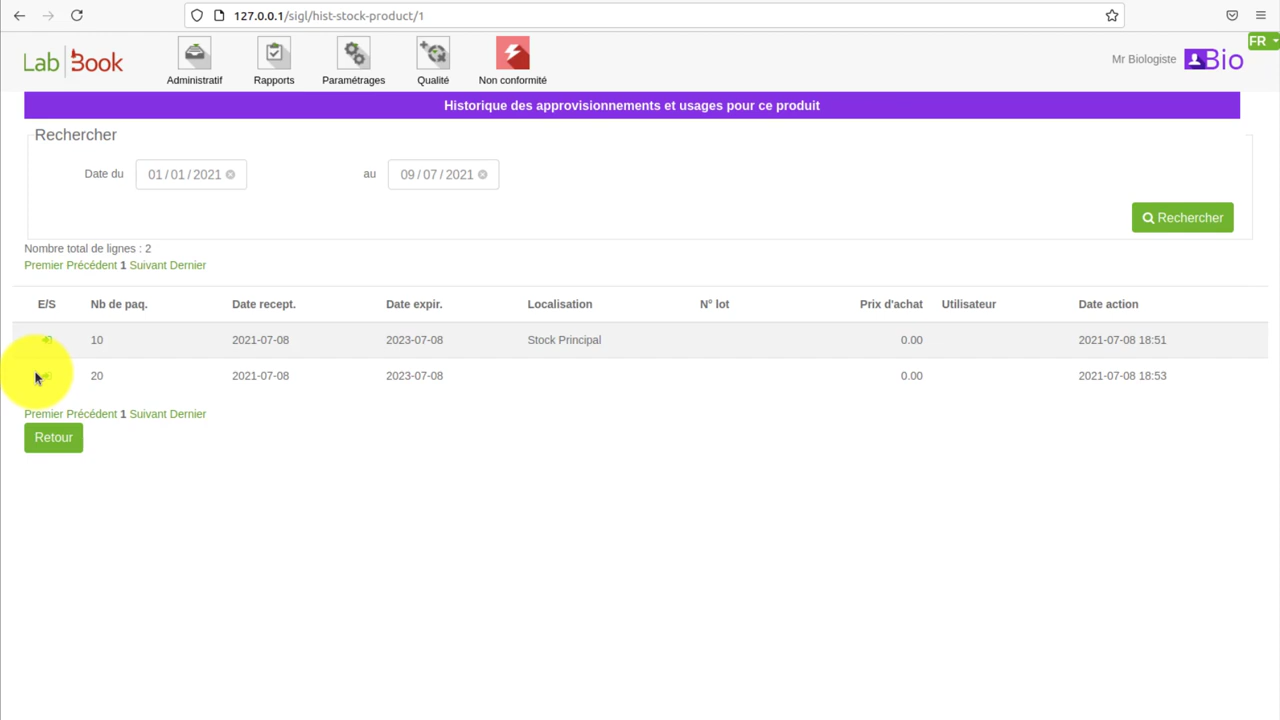 127.0.0.1/sigl/hist-stock-product/1
Lab Book
Administratif
Rapports
Paramétrages
Qualité
Non conformité
Mr Biologiste
Bio
FR
Historique des approvisionnements et usages pour ce produit
Rechercher
Date du 01/01/2021 au 09/07/2021
Rechercher
Nombre total de lignes : 2
Premier Précédent 1 Suivant Dernier
E/S Nb de paq. Date recept. Date expir. Localisation N° lot Prix d'achat Utilisateur Date action
10 2021-07-08 2023-07-08 Stock Principal 0.00 2021-07-08 18:51
20 2021-07-08 2023-07-08 0.00 2021-07-08 18:53
Premier Précédent 1 Suivant Dernier
Retour